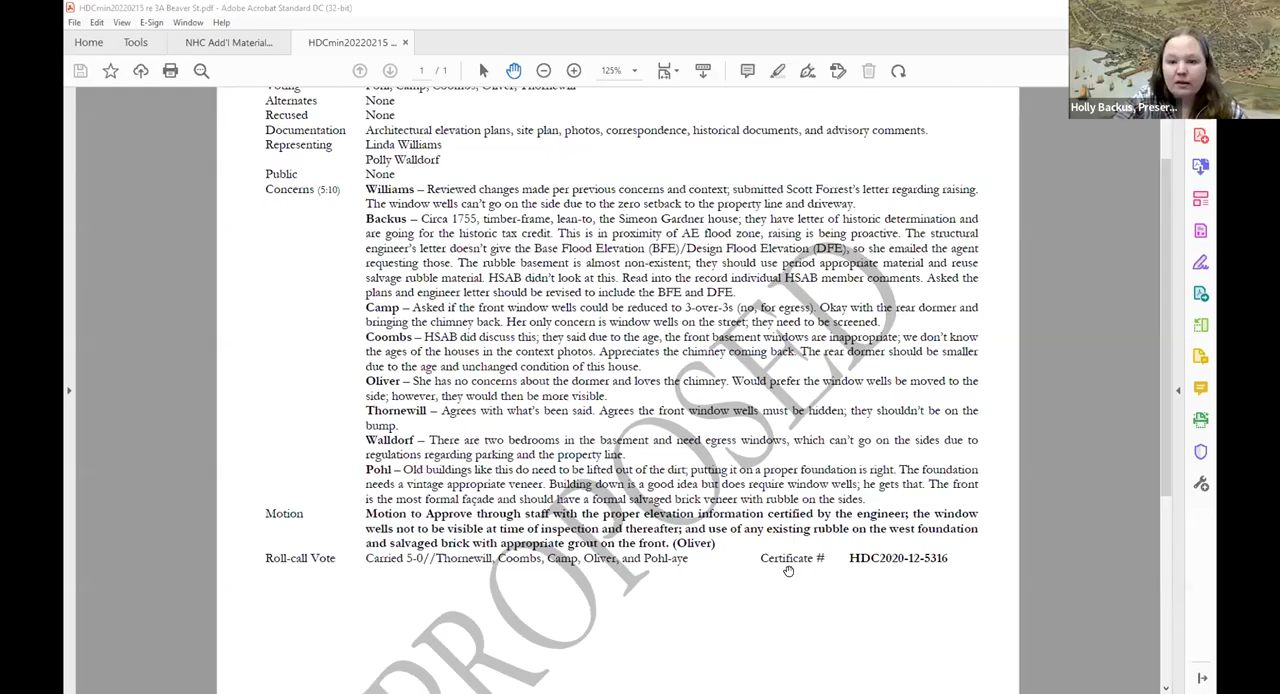 HDCmin20220215 re 3A Beaver St.pdf - Adobe Acrobat Standard DC (32-bit)
File Edit View E-Sign Window Help
Home Tools NHC Add'l Material... HDCmin20220215 ... ×
1 / 1 125%
Holly Backus, Preser...
Voting Pohl, Camp, Coombs, Oliver, Thornewill
Alternates None
Recused None
Documentation Architectural elevation plans, site plan, photos, correspondence, historical documents, and advisory comments.
Representing Linda Williams
Polly Walldorf
Public None
Concerns (5:10) Williams – Reviewed changes made per previous concerns and context; submitted Scott Forrest's letter regarding raising.
The window wells can't go on the side due to the zero setback to the property line and driveway.
Backus – Circa 1755, timber-frame, lean-to, the Simeon Gardner house; they have letter of historic determination and
are going for the historic tax credit. This is in proximity of AE flood zone, raising is being proactive. The structural
engineer's letter doesn't give the Base Flood Elevation (BFE)/Design Flood Elevation (DFE), so she emailed the agent
requesting those. The rubble basement is almost non-existent; they should use period appropriate material and reuse
salvage rubble material. HSAB didn't look at this. Read into the record individual HSAB member comments. Asked the
plans and engineer letter should be revised to include the BFE and DFE.
Camp – Asked if the front window wells could be reduced to 3-over-3s (no, for egress). Okay with the rear dormer and
bringing the chimney back. Her only concern is window wells on the street; they need to be screened.
Coombs – HSAB did discuss this; they said due to the age, the front basement windows are inappropriate; we don't know
the ages of the houses in the context photos. Appreciates the chimney coming back. The rear dormer should be smaller
due to the age and unchanged condition of this house.
Oliver – She has no concerns about the dormer and loves the chimney. Would prefer the window wells be moved to the
side; however, they would then be more visible.
Thornewill – Agrees with what's been said. Agrees the front window wells must be hidden; they shouldn't be on the
bump.
Walldorf – There are two bedrooms in the basement and need egress windows, which can't go on the sides due to
regulations regarding parking and the property line.
Pohl – Old buildings like this do need to be lifted out of the dirt; putting it on a proper foundation is right. The foundation
needs a vintage appropriate veneer. Building down is a good idea but does require window wells; he gets that. The front
is the most formal façade and should have a formal salvaged brick veneer with rubble on the sides.
Motion Motion to Approve through staff with the proper elevation information certified by the engineer; the window
wells not to be visible at time of inspection and thereafter; and use of any existing rubble on the west foundation
and salvaged brick with appropriate grout on the front. (Oliver)
Roll-call Vote Carried 5-0//Thornewill, Coombs, Camp, Oliver, and Pohl-aye Certificate # HDC2020-12-5316
PROPOSED